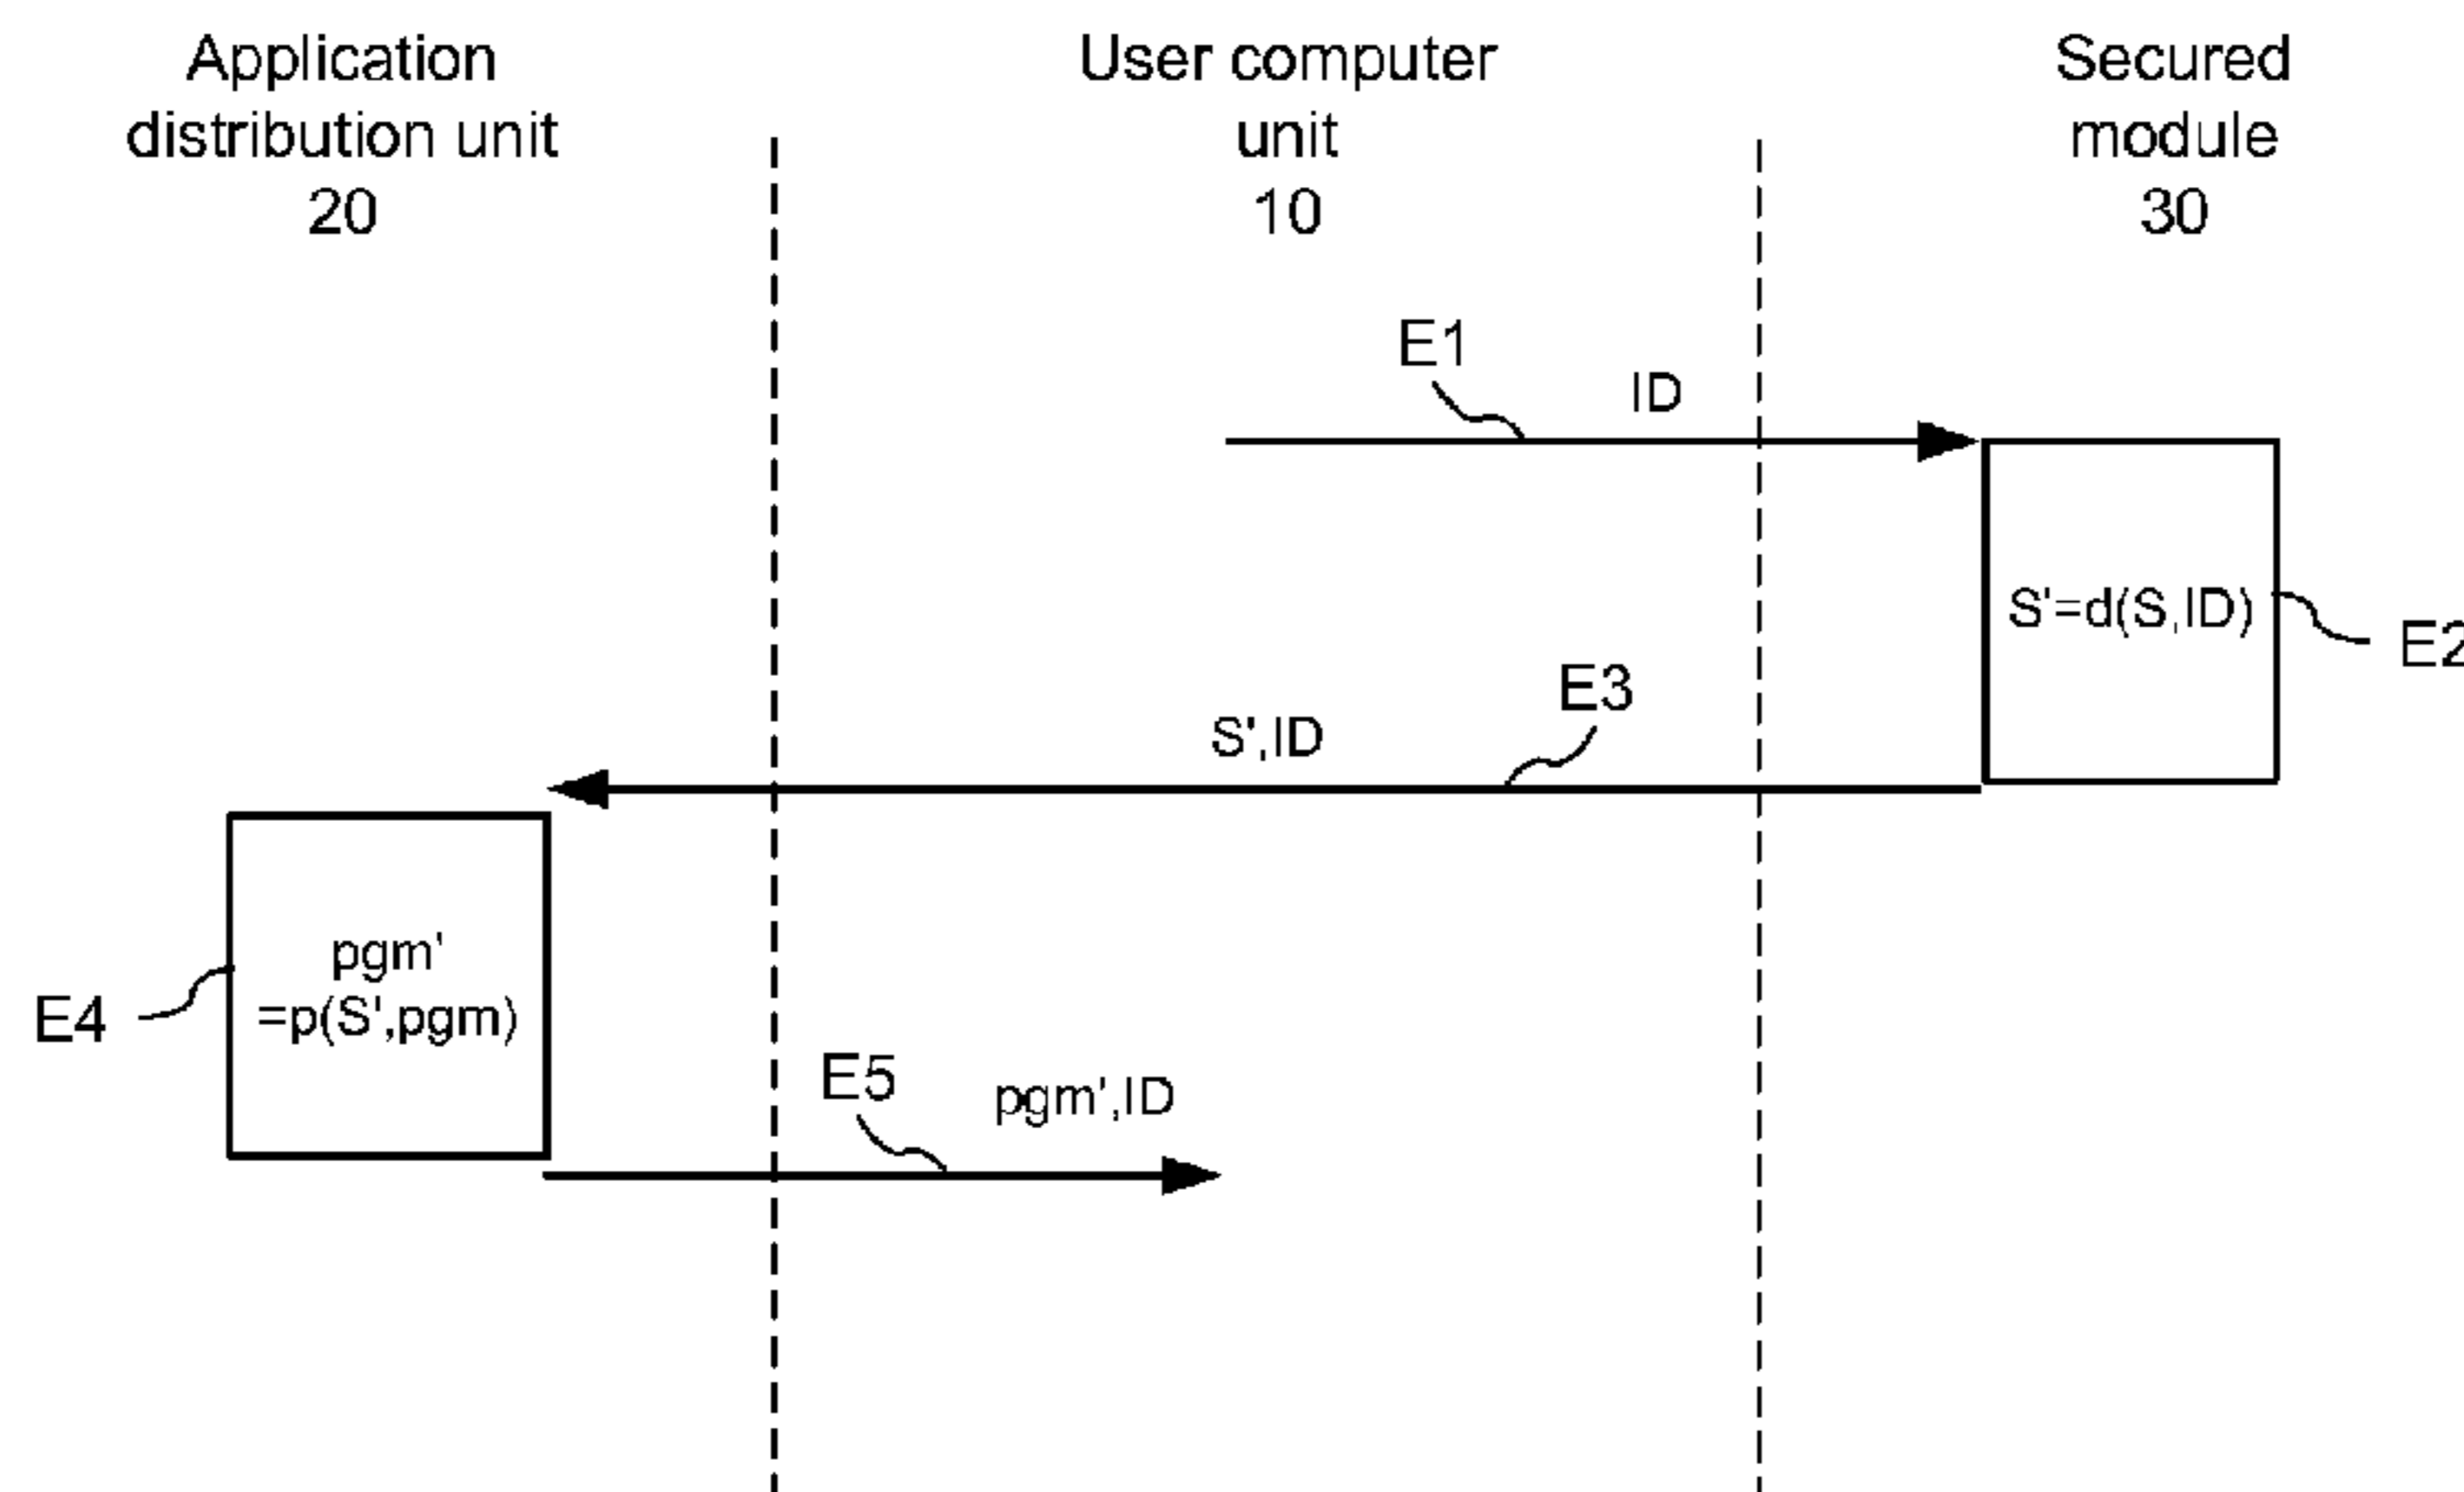 Application
distribution unit
20
User computer
unit
10
Secured
module
30
E1
ID
S'=d(S,ID)
E2
E3
S',ID
pgm'
=p(S',pgm)
E4
E5
pgm',ID